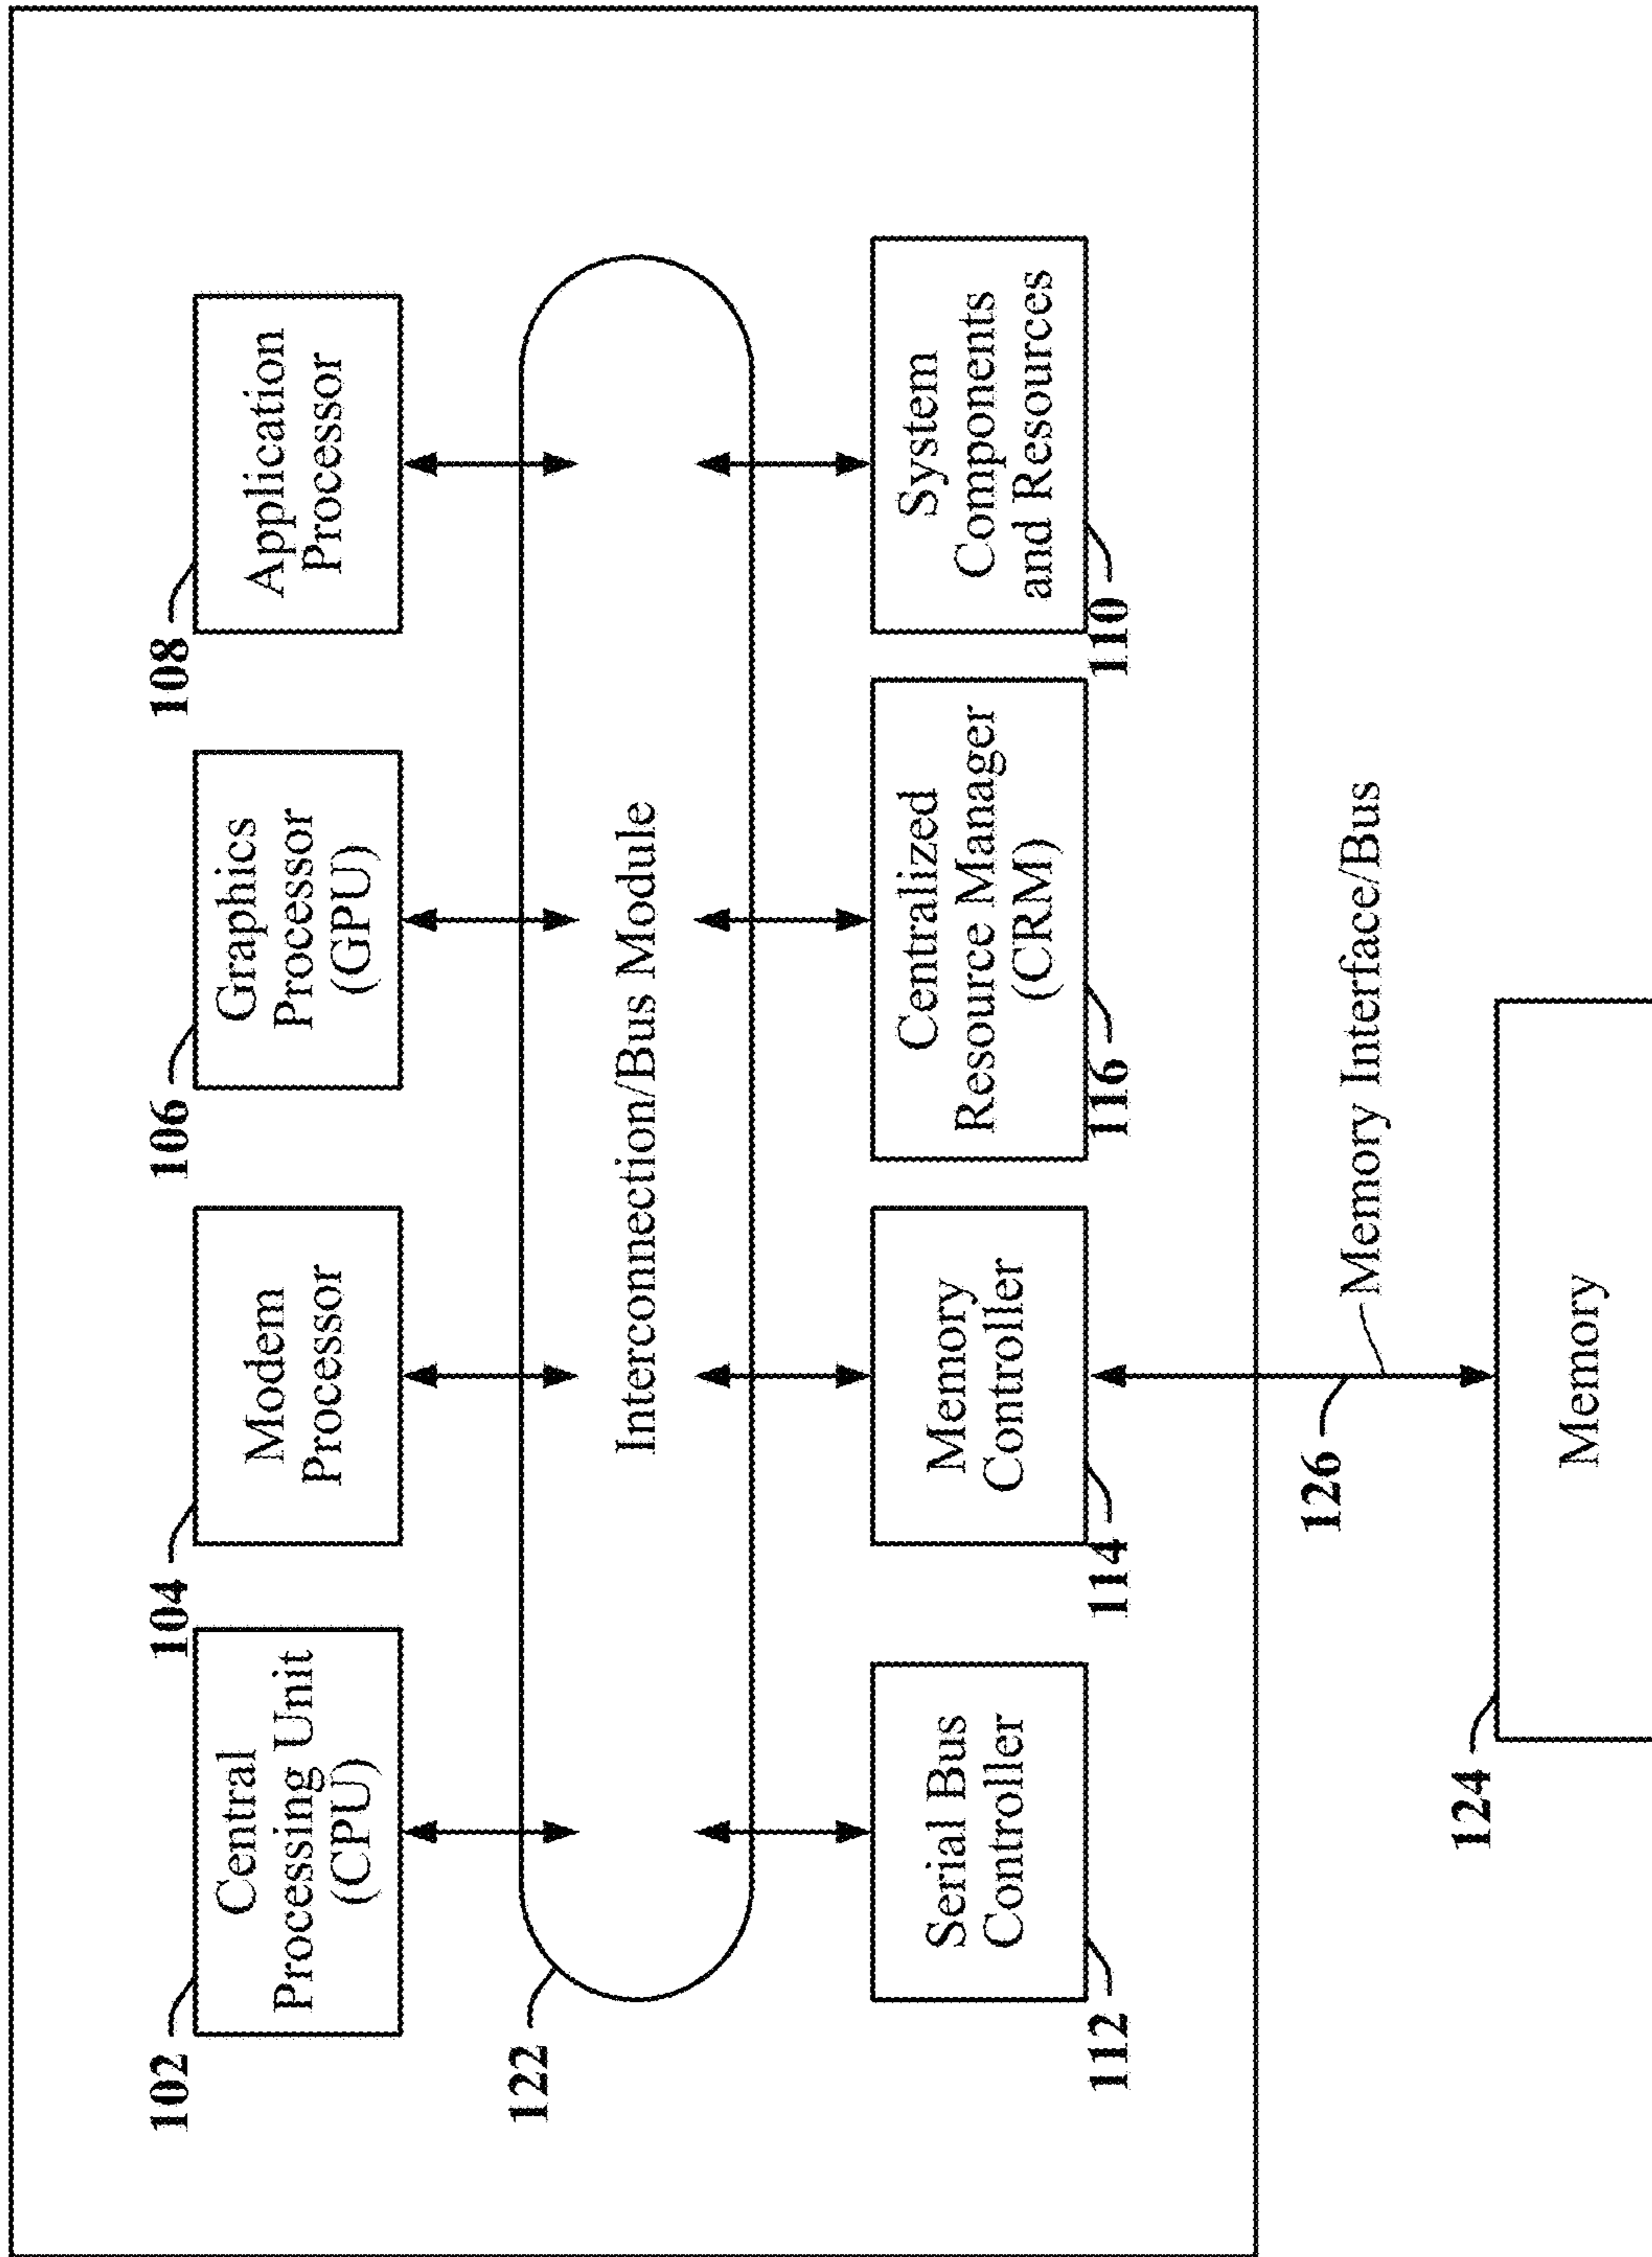 102
Central
Processing Unit
(CPU)
104
Modem
Processor
106
Graphics
Processor
(GPU)
108
Application
Processor
122
Interconnection/Bus Module
112
Serial Bus
Controller
114
Memory
Controller
116
Centralized
Resource Manager
(CRM)
110
System
Components
and Resources
126
Memory Interface/Bus
124
Memory